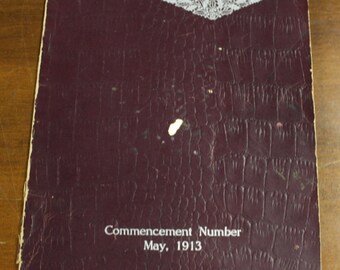 Commencement Number
May, 1913